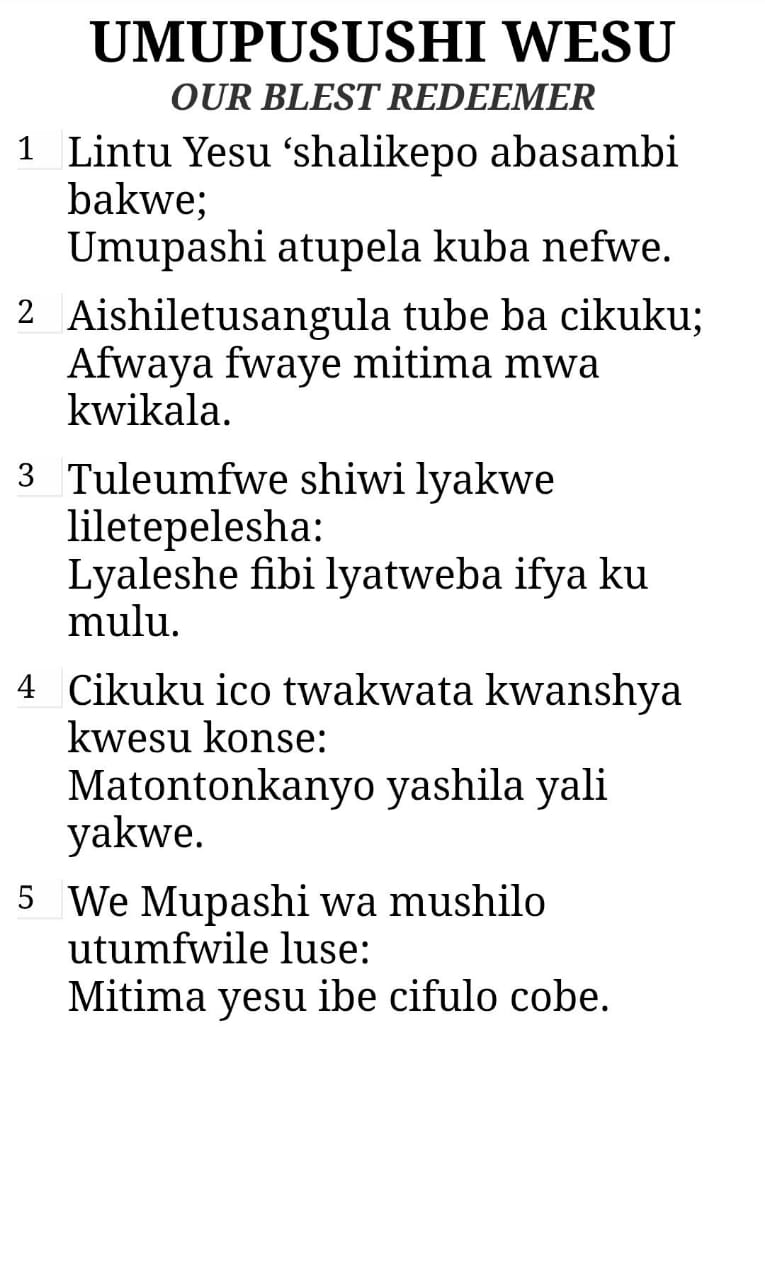 UMUPUSUSHI WESU
OUR BLEST REDEEMER
1 Lintu Yesu ‘shalikepo abasambi
bakwe;
Umupashi atupela kuba nefwe.
2 Aishiletusangula tube ba cikuku;
Afwaya fwaye mitima mwa
kwikala.
3 Tuleumfwe shiwi lyakwe
liletepelesha:
Lyaleshe fibi lyatweba ifya ku
mulu.
4 Cikuku ico twakwata kwanshya
kwesu konse:
Matontonkanyo yashila yali
yakwe.
5 We Mupashi wa mushilo
utumfwile luse:
Mitima yesu ibe cifulo cobe.